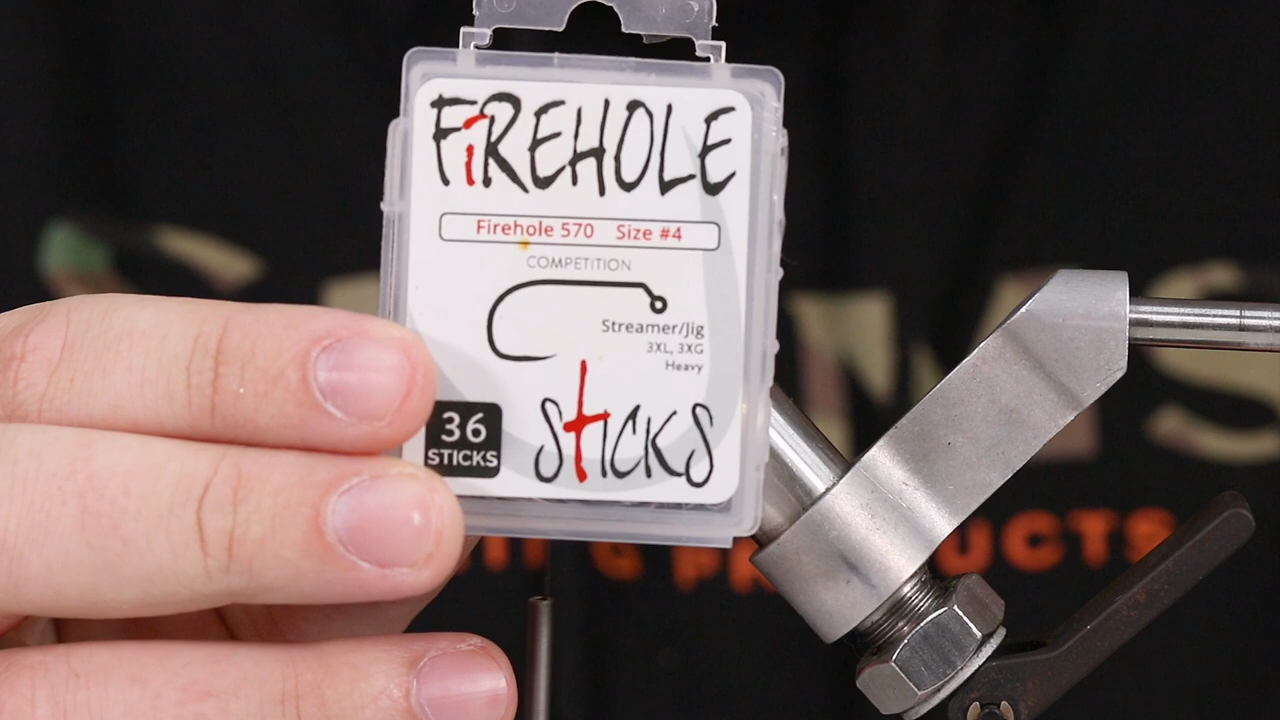 FiREHOLE
Firehole 570 Size #4
COMPETITION
Streamer/Jig
3XL, 3XG
Heavy
36
STICKS
STICKS